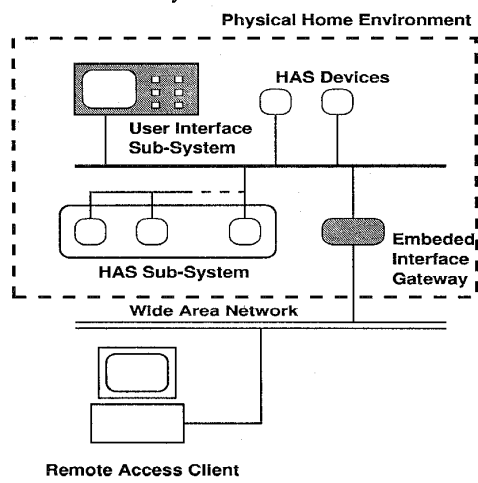 Physical Home Environment
HAS Devices
User Interface
Sub-System
HAS Sub-System
Embeded
Interface
Gateway
Wide Area Network
Remote Access Client